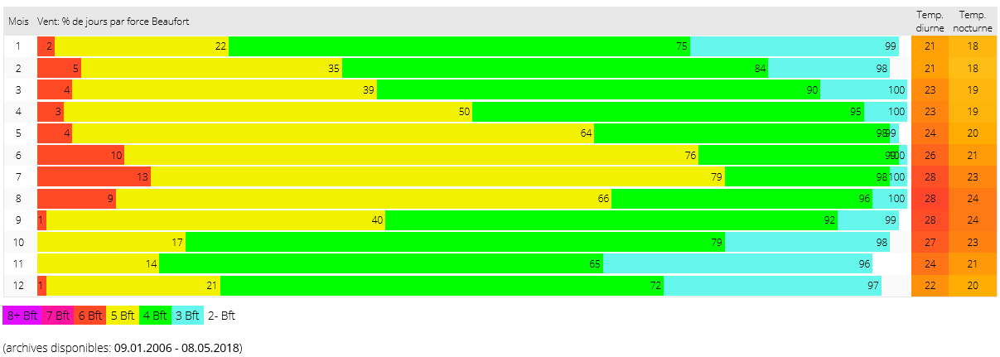 Mois Vent: % de jours par force Beaufort Temp. diurne Temp. nocturne
1 2 22 75 99 21 18
2 5 35 84 98 21 18
3 4 39 90 100 23 19
4 3 50 95 100 23 19
5 4 64 98 99 24 20
6 10 76 99 100 26 21
7 13 79 98 100 28 23
8 9 66 96 100 28 24
9 1 40 92 99 28 24
10 17 79 98 27 23
11 14 65 96 24 21
12 1 21 72 97 22 20
8+ Bft 7 Bft 6 Bft 5 Bft 4 Bft 3 Bft 2- Bft
(archives disponibles: 09.01.2006 - 08.05.2018)